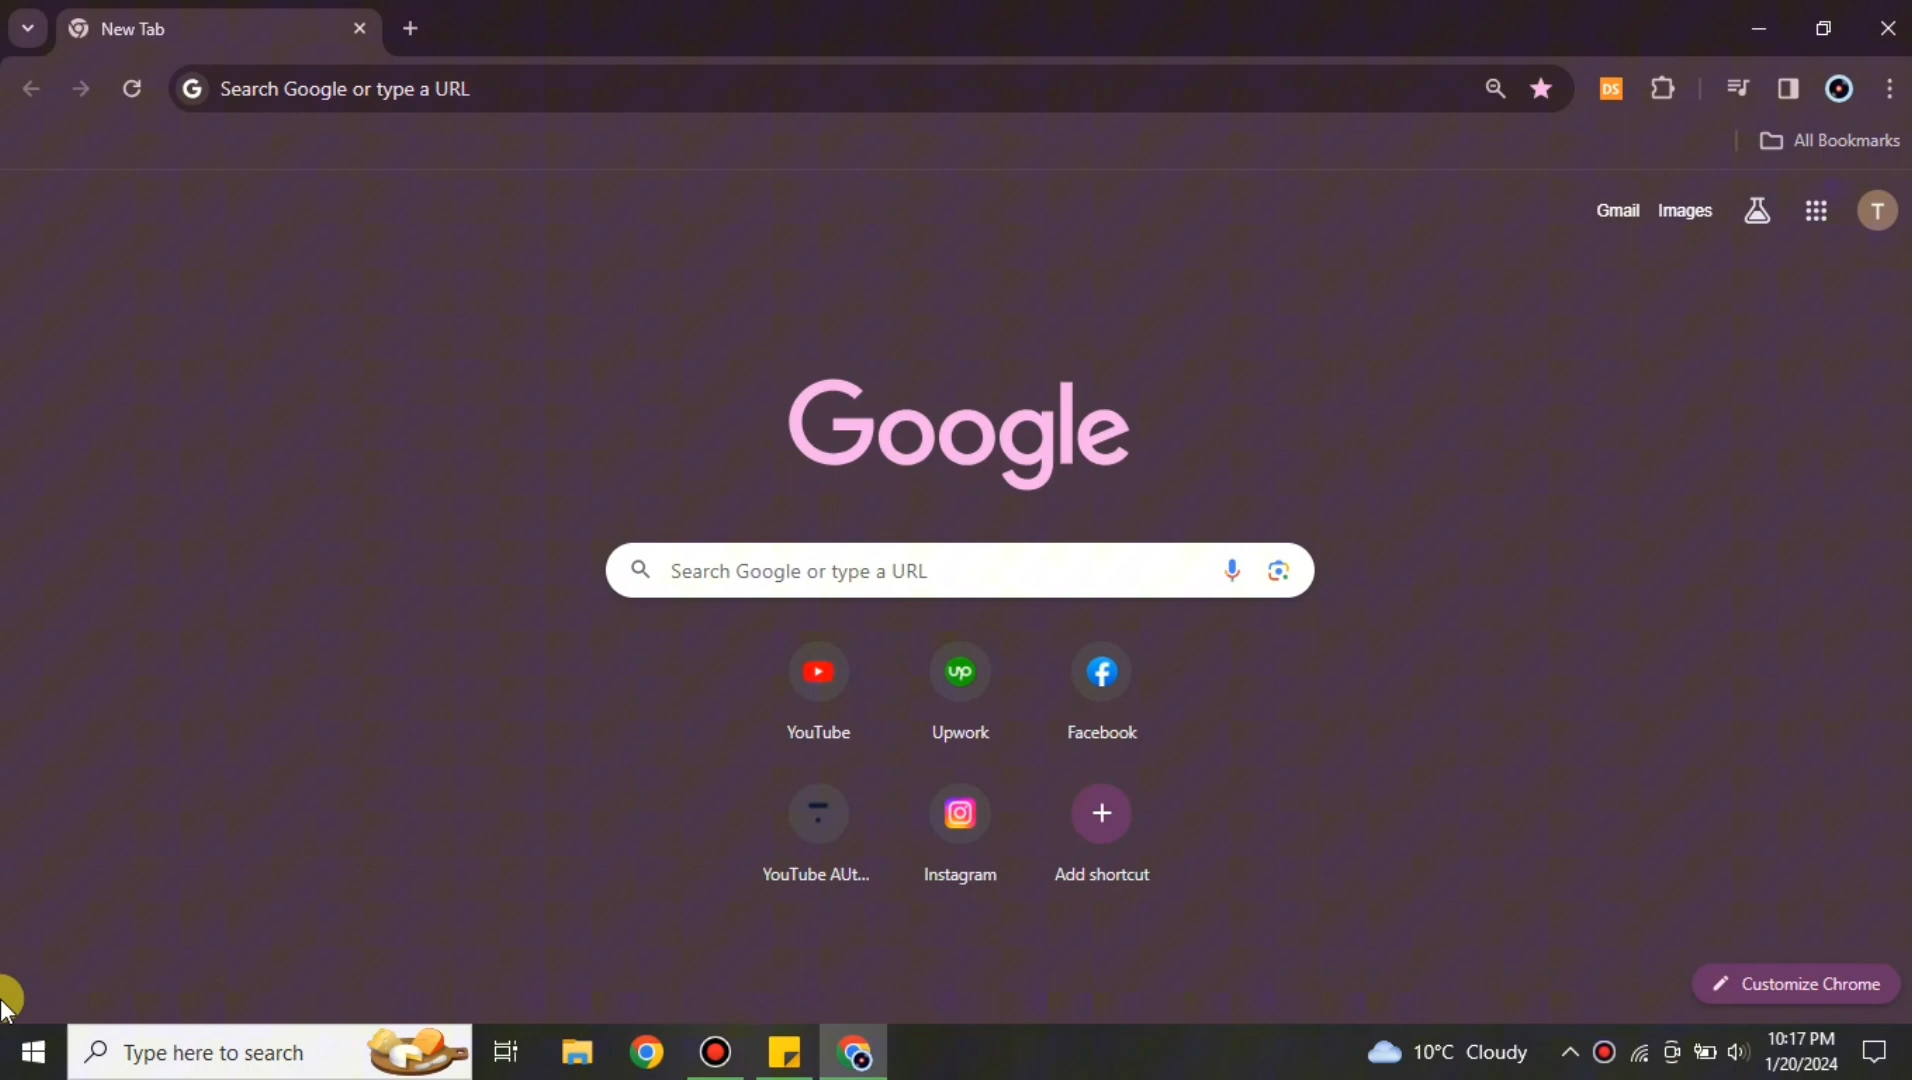 New Tab
Search Google or type a URL
DS
All Bookmarks
Gmail Images
T
Google
Search Google or type a URL
up
YouTube Upwork Facebook
YouTube AUt... Instagram Add shortcut
Customize Chrome
Type here to search
10°C Cloudy
10:17 PM
1/20/2024